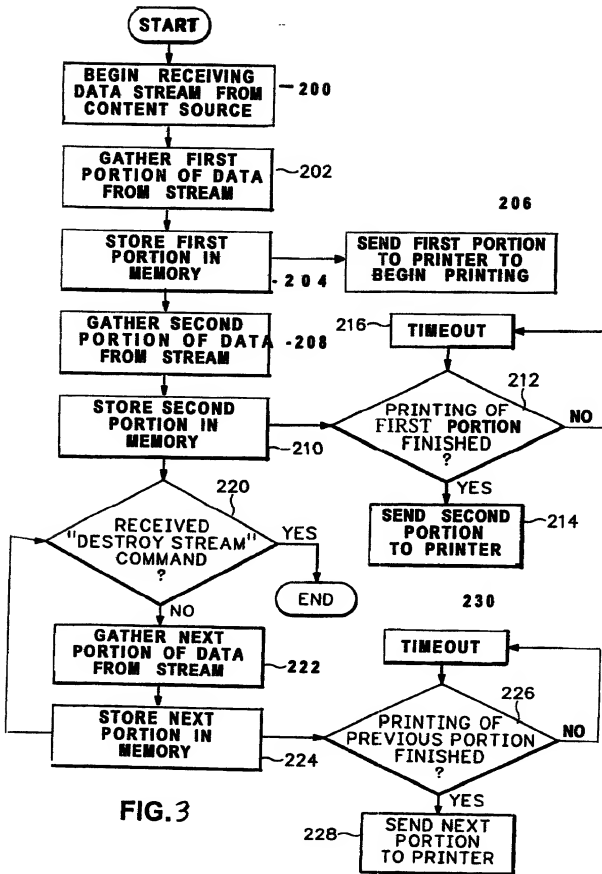 START
BEGIN RECEIVING
DATA STREAM FROM
CONTENT SOURCE
200
GATHER FIRST
PORTION OF DATA
FROM STREAM
202
STORE FIRST
PORTION IN
MEMORY
204
206
SEND FIRST PORTION
TO PRINTER TO
BEGIN PRINTING
GATHER SECOND
PORTION OF DATA
FROM STREAM
208
216
TIMEOUT
STORE SECOND
PORTION IN
MEMORY
210
212
PRINTING OF
FIRST PORTION
FINISHED
?
NO
YES
SEND SECOND
PORTION
TO PRINTER
214
220
RECEIVED
"DESTROY STREAM"
COMMAND
?
YES
END
NO
GATHER NEXT
PORTION OF DATA
FROM STREAM
222
STORE NEXT
PORTION IN
MEMORY
224
230
TIMEOUT
226
PRINTING OF
PREVIOUS PORTION
FINISHED
?
NO
YES
228
SEND NEXT
PORTION
TO PRINTER
FIG.3